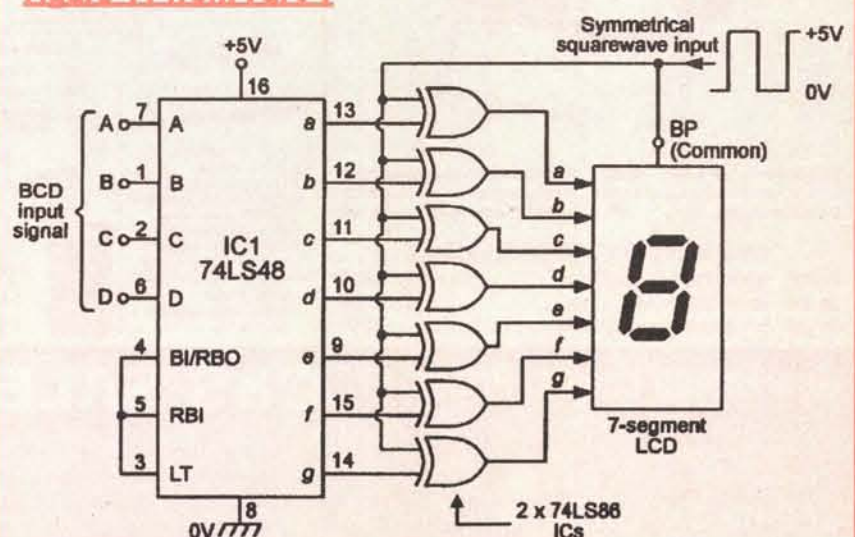 Symmetrical
squarewave input
+5V
0V
+5V
16
BP
(Common)
A 7 A a 13
B 1 B b 12
C 2 C c 11
D 6 D d 10
BCD
input
signal
IC1
74LS48
4 BI/RBO e 9
5 RBI f 15
3 LT g 14
8
0V
a
b
c
d
e
f
g
8
7-segment
LCD
2 x 74LS86
ICs